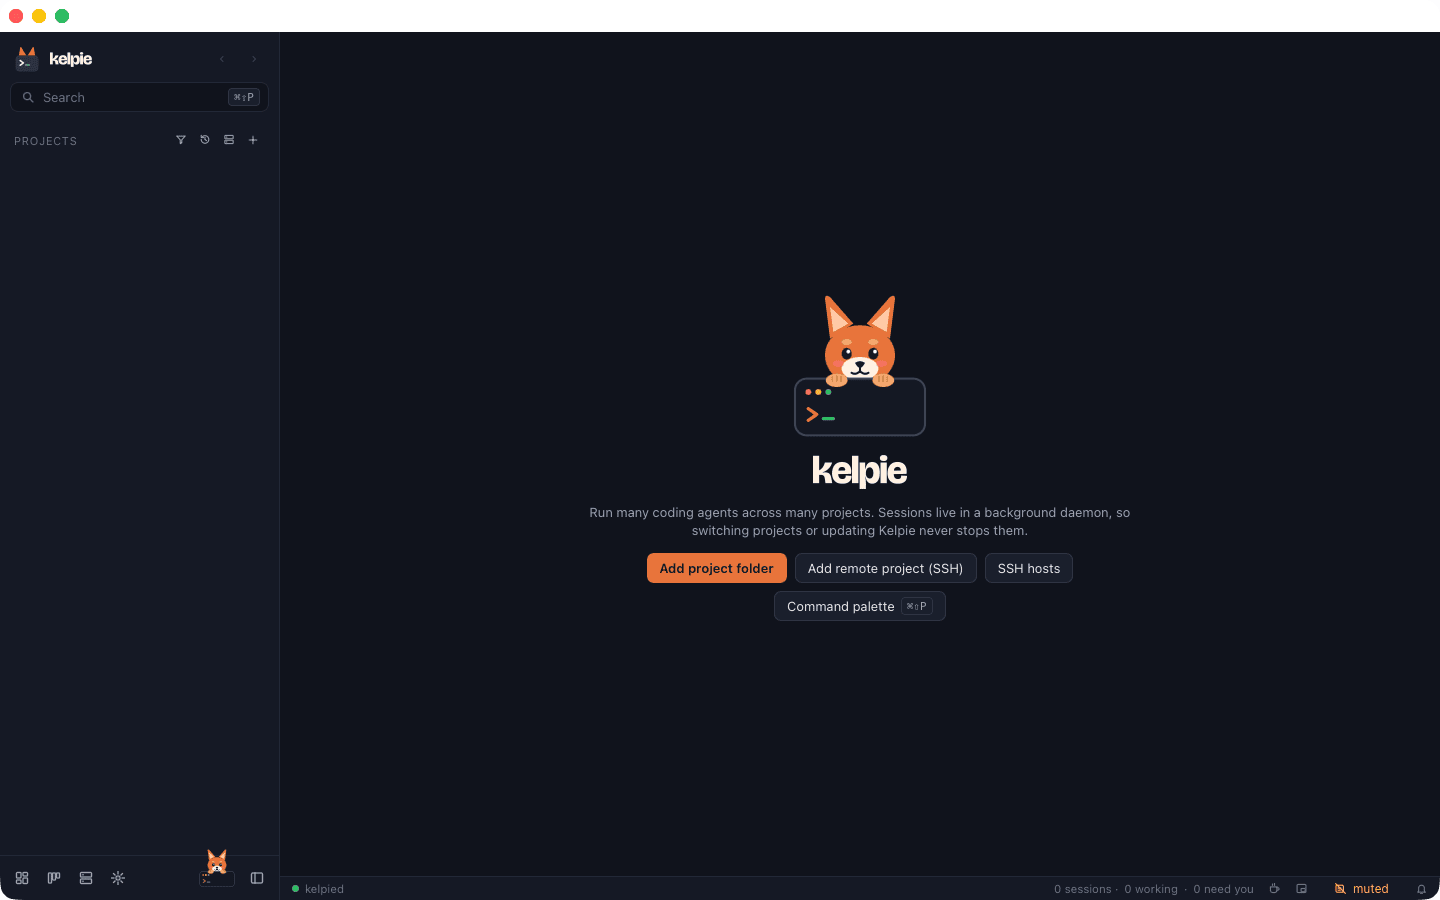 kelpie
Search ⌘⇧P
PROJECTS
kelpie
Run many coding agents across many projects. Sessions live in a background daemon, so
switching projects or updating Kelpie never stops them.
Add project folder Add remote project (SSH) SSH hosts
Command palette ⌘⇧P
kelpied 0 sessions · 0 working · 0 need you muted